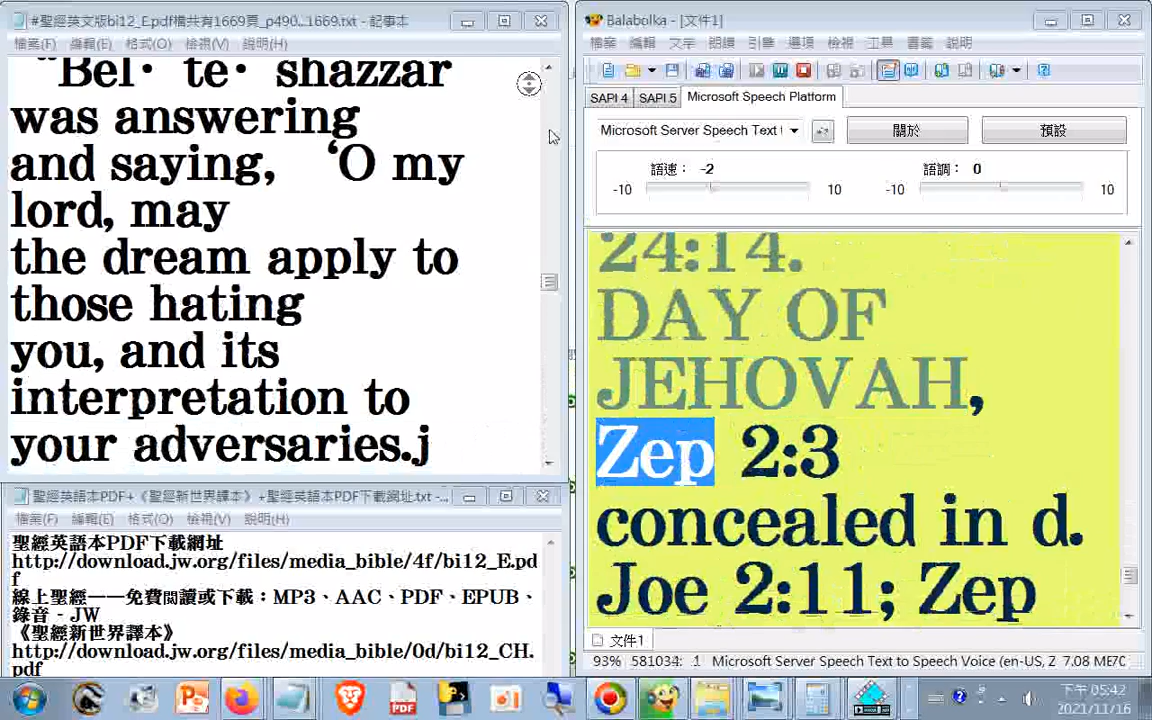 #聖經英文版bi12_E.pdf檔共有1669頁_p490...1669.txt - 記事本
檔案(F) 編輯(E) 格式(O) 檢視(V) 說明(H)
“Bel· te· shazzar
was answering
and saying, ‘O my
lord, may
the dream apply to
those hating
you, and its
interpretation to
your adversaries.j
聖經英語本PDF+《聖經新世界譯本》+聖經英語本PDF下載網址.txt - ...
檔案(F) 編輯(E) 格式(O) 檢視(V) 說明(H)
聖經英語本PDF下載網址
http://download.jw.org/files/media_bible/4f/bi12_E.pd
f
線上聖經——免費閱讀或下載：MP3、AAC、PDF、EPUB、
錄音 - JW
《聖經新世界譯本》
http://download.jw.org/files/media_bible/0d/bi12_CH.
pdf
Balabolka - [文件1]
檔案 編輯 文字 朗讀 引擎 選項 檢視 工具 書籤 說明
SAPI 4 SAPI 5 Microsoft Speech Platform
Microsoft Server Speech Text 關於 預設
語速： -2 語調： 0
-10 10 -10 10
24:14.
DAY OF
JEHOVAH,
Zep 2:3
concealed in d.
Joe 2:11; Zep
文件1
93% 581034: 1 Microsoft Server Speech Text to Speech Voice (en-US, Z 7.08 ME
下午 05:42
2021/11/16